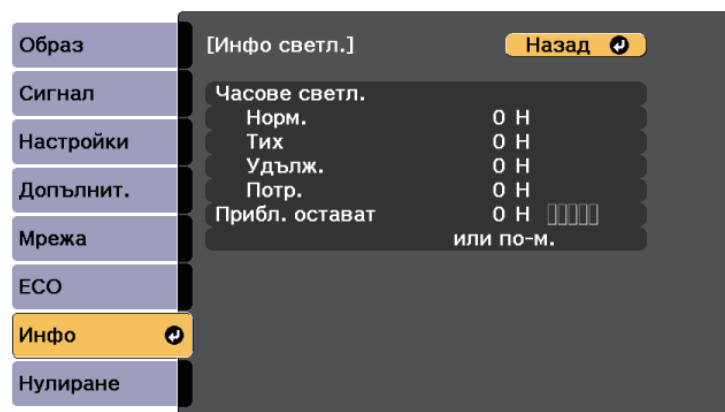 Образ
Сигнал
Настройки
Допълнит.
Мрежа
ECO
Инфо
Нулиране
[Инфо светл.]
Назад
Часове светл.
Норм. 0 H
Тих 0 H
Удълж. 0 H
Потр. 0 H
Прибл. остават 0 H
или по-м.